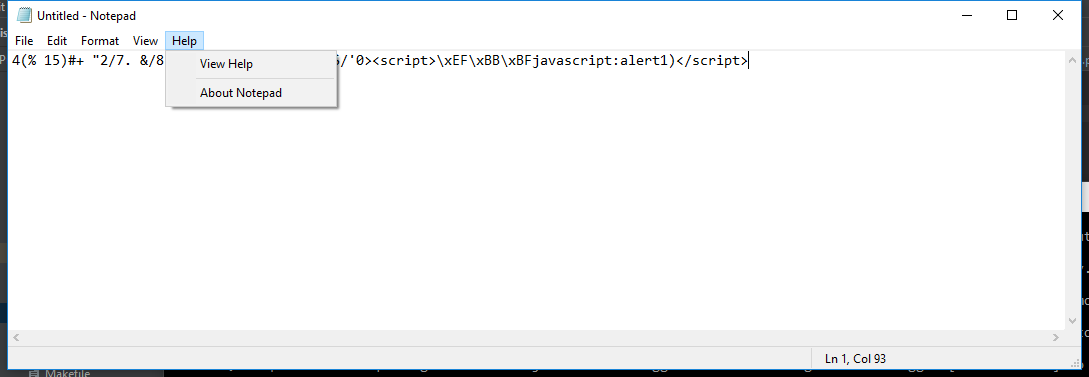 Untitled - Notepad
File Edit Format View Help
4(% 15)#+ "2/7. &/8 /'0><script>\xEF\xBB\xBFjavascript:alert1)</script>
View Help
About Notepad
Ln 1, Col 93
Makefile